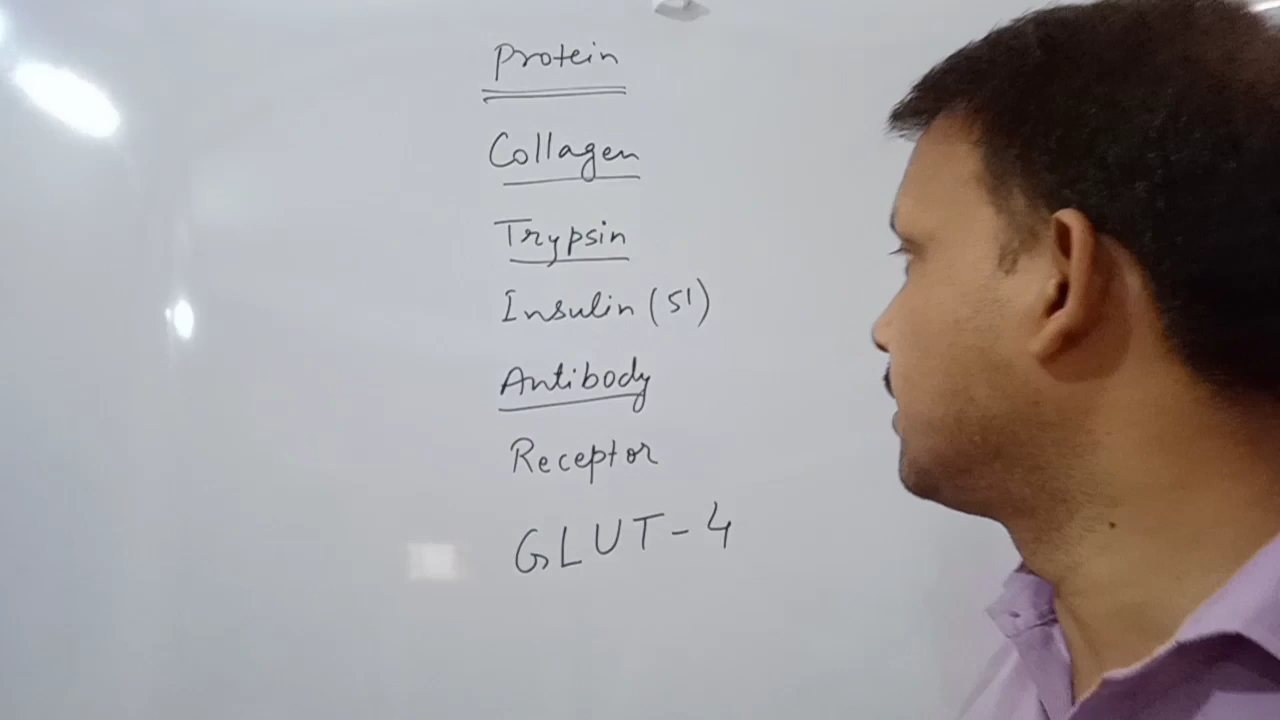 Protein
Collagen
Trypsin
Insulin (51)
Antibody
Receptor
GLUT-4